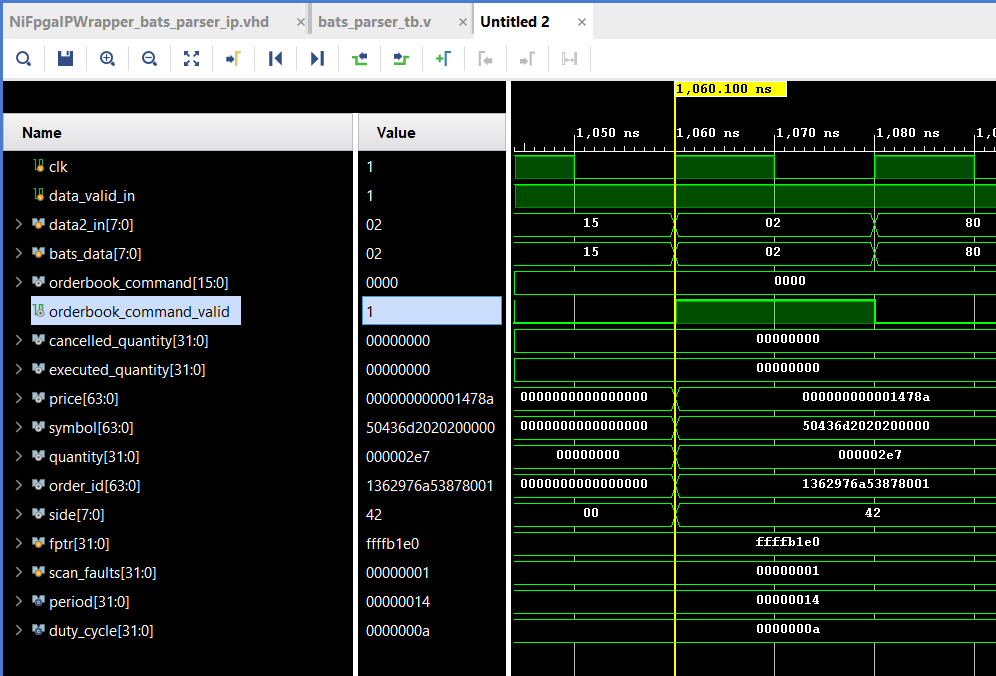 NiFpgaIPWrapper_bats_parser_ip.vhd × bats_parser_tb.v × Untitled 2 ×
1,060.100 ns
Name Value
1,050 ns 1,060 ns 1,070 ns 1,080 ns 1,0
clk 1
data_valid_in 1
data2_in[7:0] 02 15 02 80
bats_data[7:0] 02 15 02 80
orderbook_command[15:0] 0000 0000
orderbook_command_valid 1
cancelled_quantity[31:0] 00000000 00000000
executed_quantity[31:0] 00000000 00000000
price[63:0] 000000000001478a 0000000000000000 000000000001478a
symbol[63:0] 50436d2020200000 0000000000000000 50436d2020200000
quantity[31:0] 000002e7 00000000 000002e7
order_id[63:0] 1362976a53878001 0000000000000000 1362976a53878001
side[7:0] 42 00 42
fptr[31:0] ffffb1e0 ffffb1e0
scan_faults[31:0] 00000001 00000001
period[31:0] 00000014 00000014
duty_cycle[31:0] 0000000a 0000000a